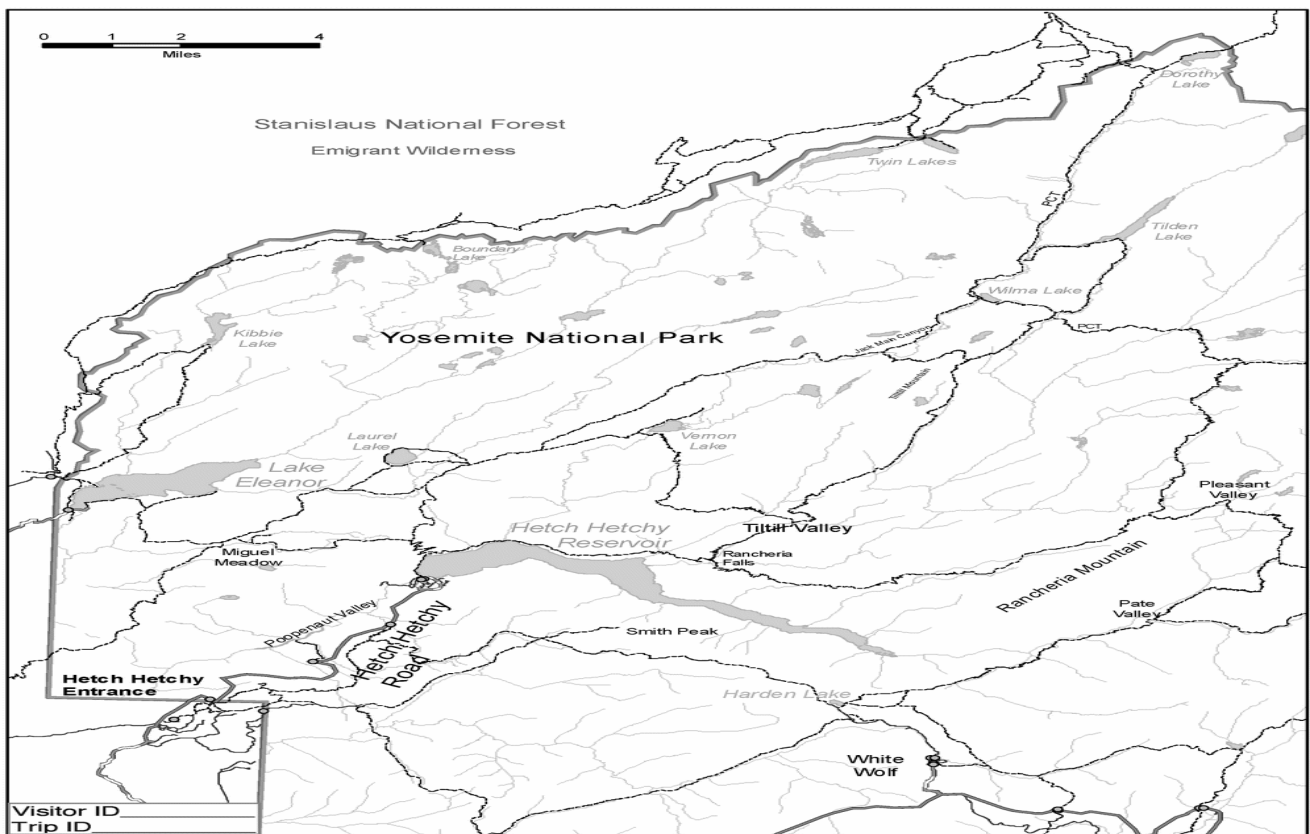 0 1 2 4
Miles
Stanislaus National Forest
Emigrant Wilderness
Dorothy
Lake
Twin Lakes
PCT
Tilden
Lake
Boundary
Lake
Wilma Lake
Kibbie
Lake
Yosemite National Park
PCT
Jack Main Canyon
Tiltill Mountain
Laurel
Lake
Vernon
Lake
Lake
Eleanor
Pleasant
Valley
Hetch Hetchy
Reservoir
Tiltill Valley
Miguel
Meadow
Rancheria
Falls
Rancheria Mountain
Poopenaut Valley
Hetch Hetchy
Road
Pate
Valley
Smith Peak
Hetch Hetchy
Entrance
Harden Lake
White
Wolf
Visitor ID
Trip ID